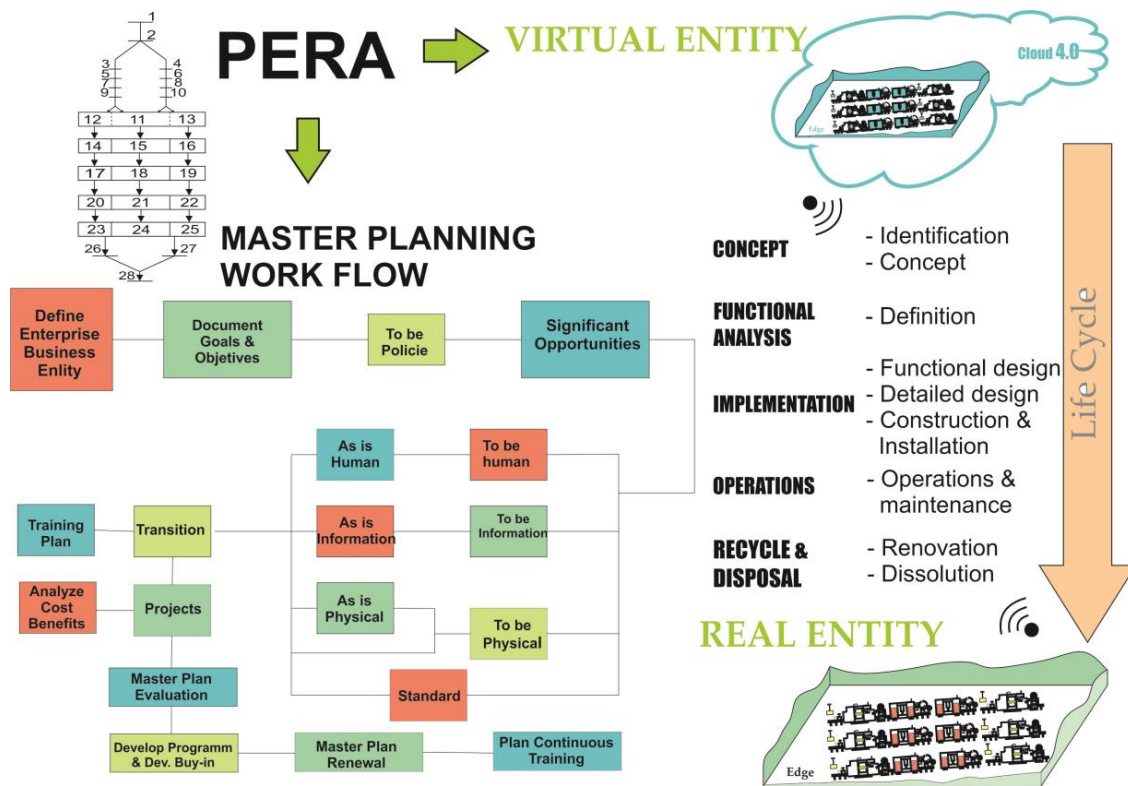 1
2
3
4
5
6
7
8
9
10
12 11 13
14 15 16
17 18 19
20 21 22
23 24 25
26
27
28
PERA
VIRTUAL ENTITY
Cloud 4.0
Edge
MASTER PLANNING
WORK FLOW
Define
Enterprise
Business
Enlity
Document
Goals &
Objetives
To be
Policie
Significant
Opportunities
As is
Human
To be
human
Training
Plan
Transition
As is
Information
To be
Information
Analyze
Cost
Benefits
Projects
As is
Physical
To be
Physical
Master Plan
Evaluation
Standard
Develop Programm
& Dev. Buy-in
Master Plan
Renewal
Plan Continuous
Training
CONCEPT
- Identification
- Concept
FUNCTIONAL
ANALYSIS
- Definition
IMPLEMENTATION
- Functional design
- Detailed design
- Construction &
Installation
OPERATIONS
- Operations &
maintenance
RECYCLE &
DISPOSAL
- Renovation
- Dissolution
Life Cycle
REAL ENTITY
Edge